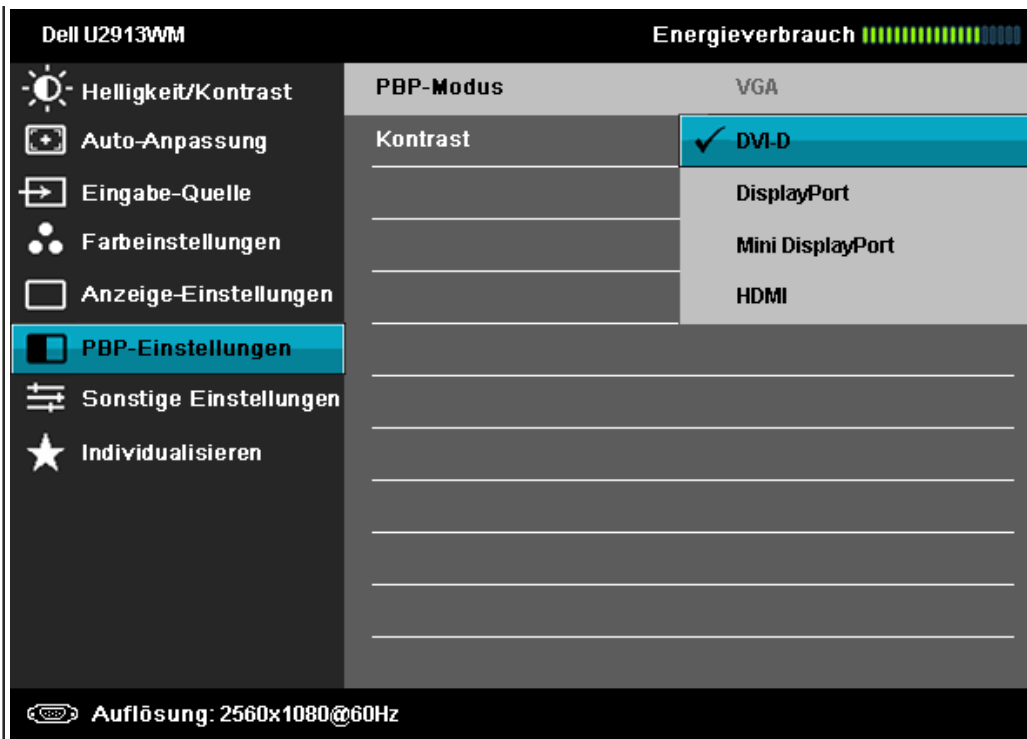 Dell U2913WM
Energieverbrauch
Helligkeit/Kontrast
Auto-Anpassung
Eingabe-Quelle
Farbeinstellungen
Anzeige-Einstellungen
PBP-Einstellungen
Sonstige Einstellungen
Individualisieren
PBP-Modus
VGA
Kontrast
DVI-D
DisplayPort
Mini DisplayPort
HDMI
Auflösung: 2560x1080@60Hz